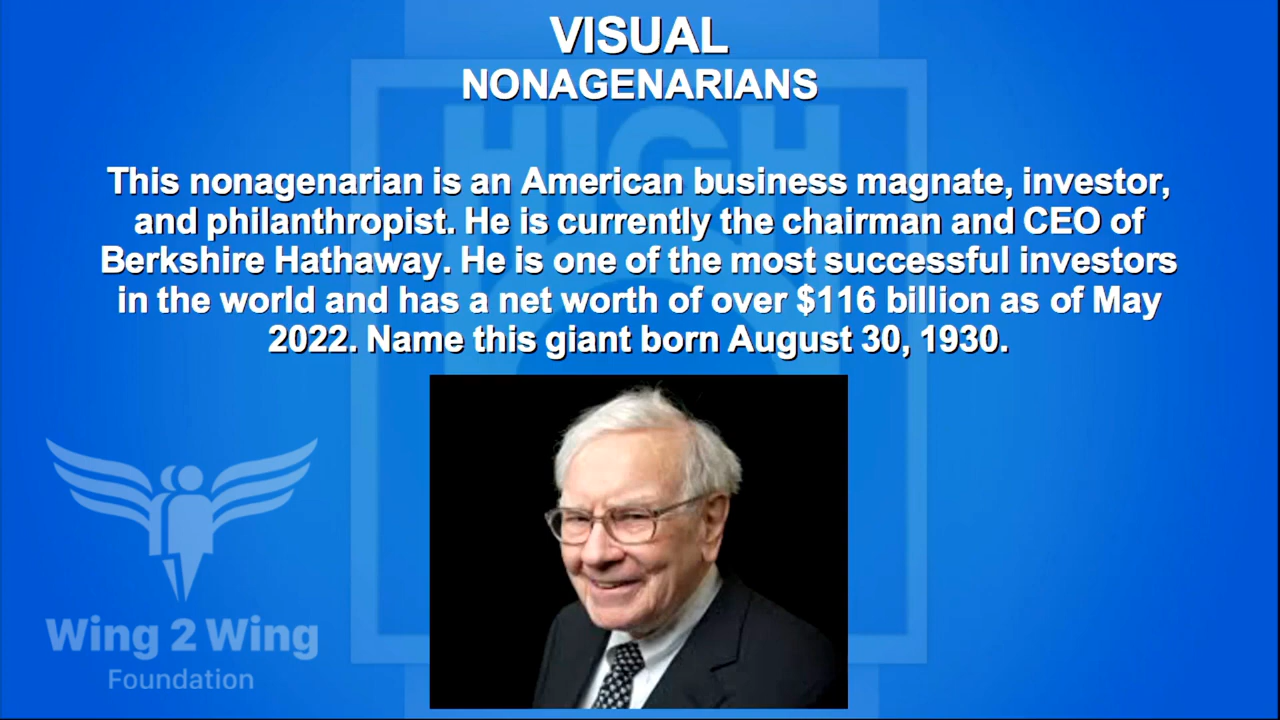 VISUAL
NONAGENARIANS
This nonagenarian is an American business magnate, investor,
and philanthropist. He is currently the chairman and CEO of
Berkshire Hathaway. He is one of the most successful investors
in the world and has a net worth of over $116 billion as of May
2022. Name this giant born August 30, 1930.
HIGH
Wing 2 Wing
Foundation